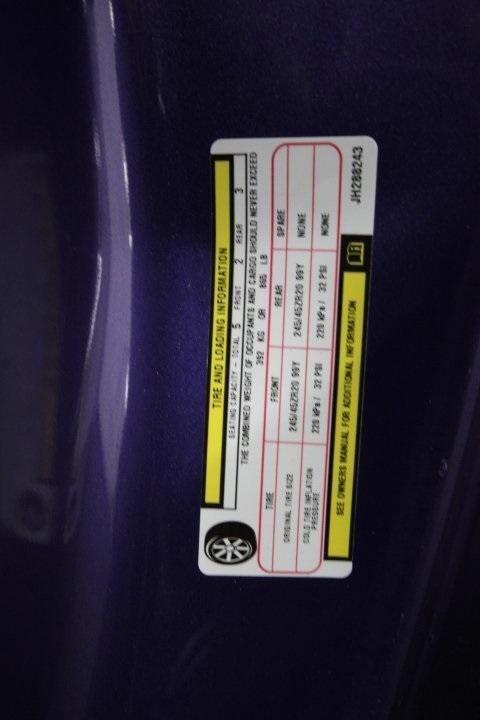 TIRE AND LOADING INFORMATION
SEATING CAPACITY - TOTAL 5 FRONT 2 REAR 3
THE COMBINED WEIGHT OF OCCUPANTS AND CARGO SHOULD NEVER EXCEED
392 KG OR 865 LB
TIRE FRONT REAR SPARE
ORIGINAL TIRE SIZE 245/45ZR20 99Y 245/45ZR20 99Y NONE
COLD TIRE INFLATION PRESSURE 220 kPa / 32 PSI 220 kPa / 32 PSI NONE
SEE OWNERS MANUAL FOR ADDITIONAL INFORMATION
JH288243